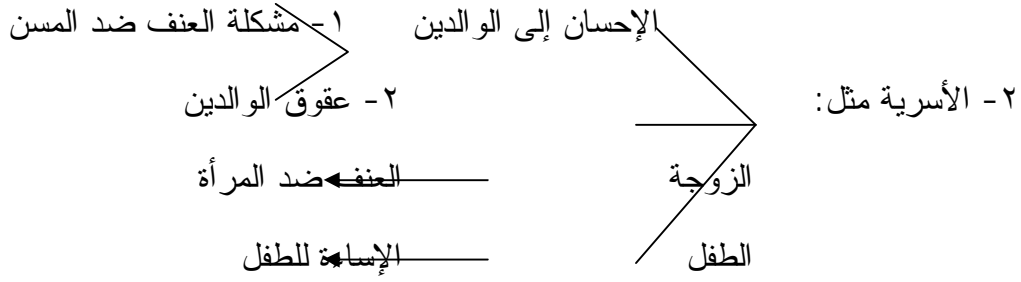 الإحسان إلى الوالدين ١- مشكلة العنف ضد المسن
٢- الأسرية مثل: ٢- عقوق الوالدين
الزوجة العنف ضد المرأة
الطفل الإساءة للطفل